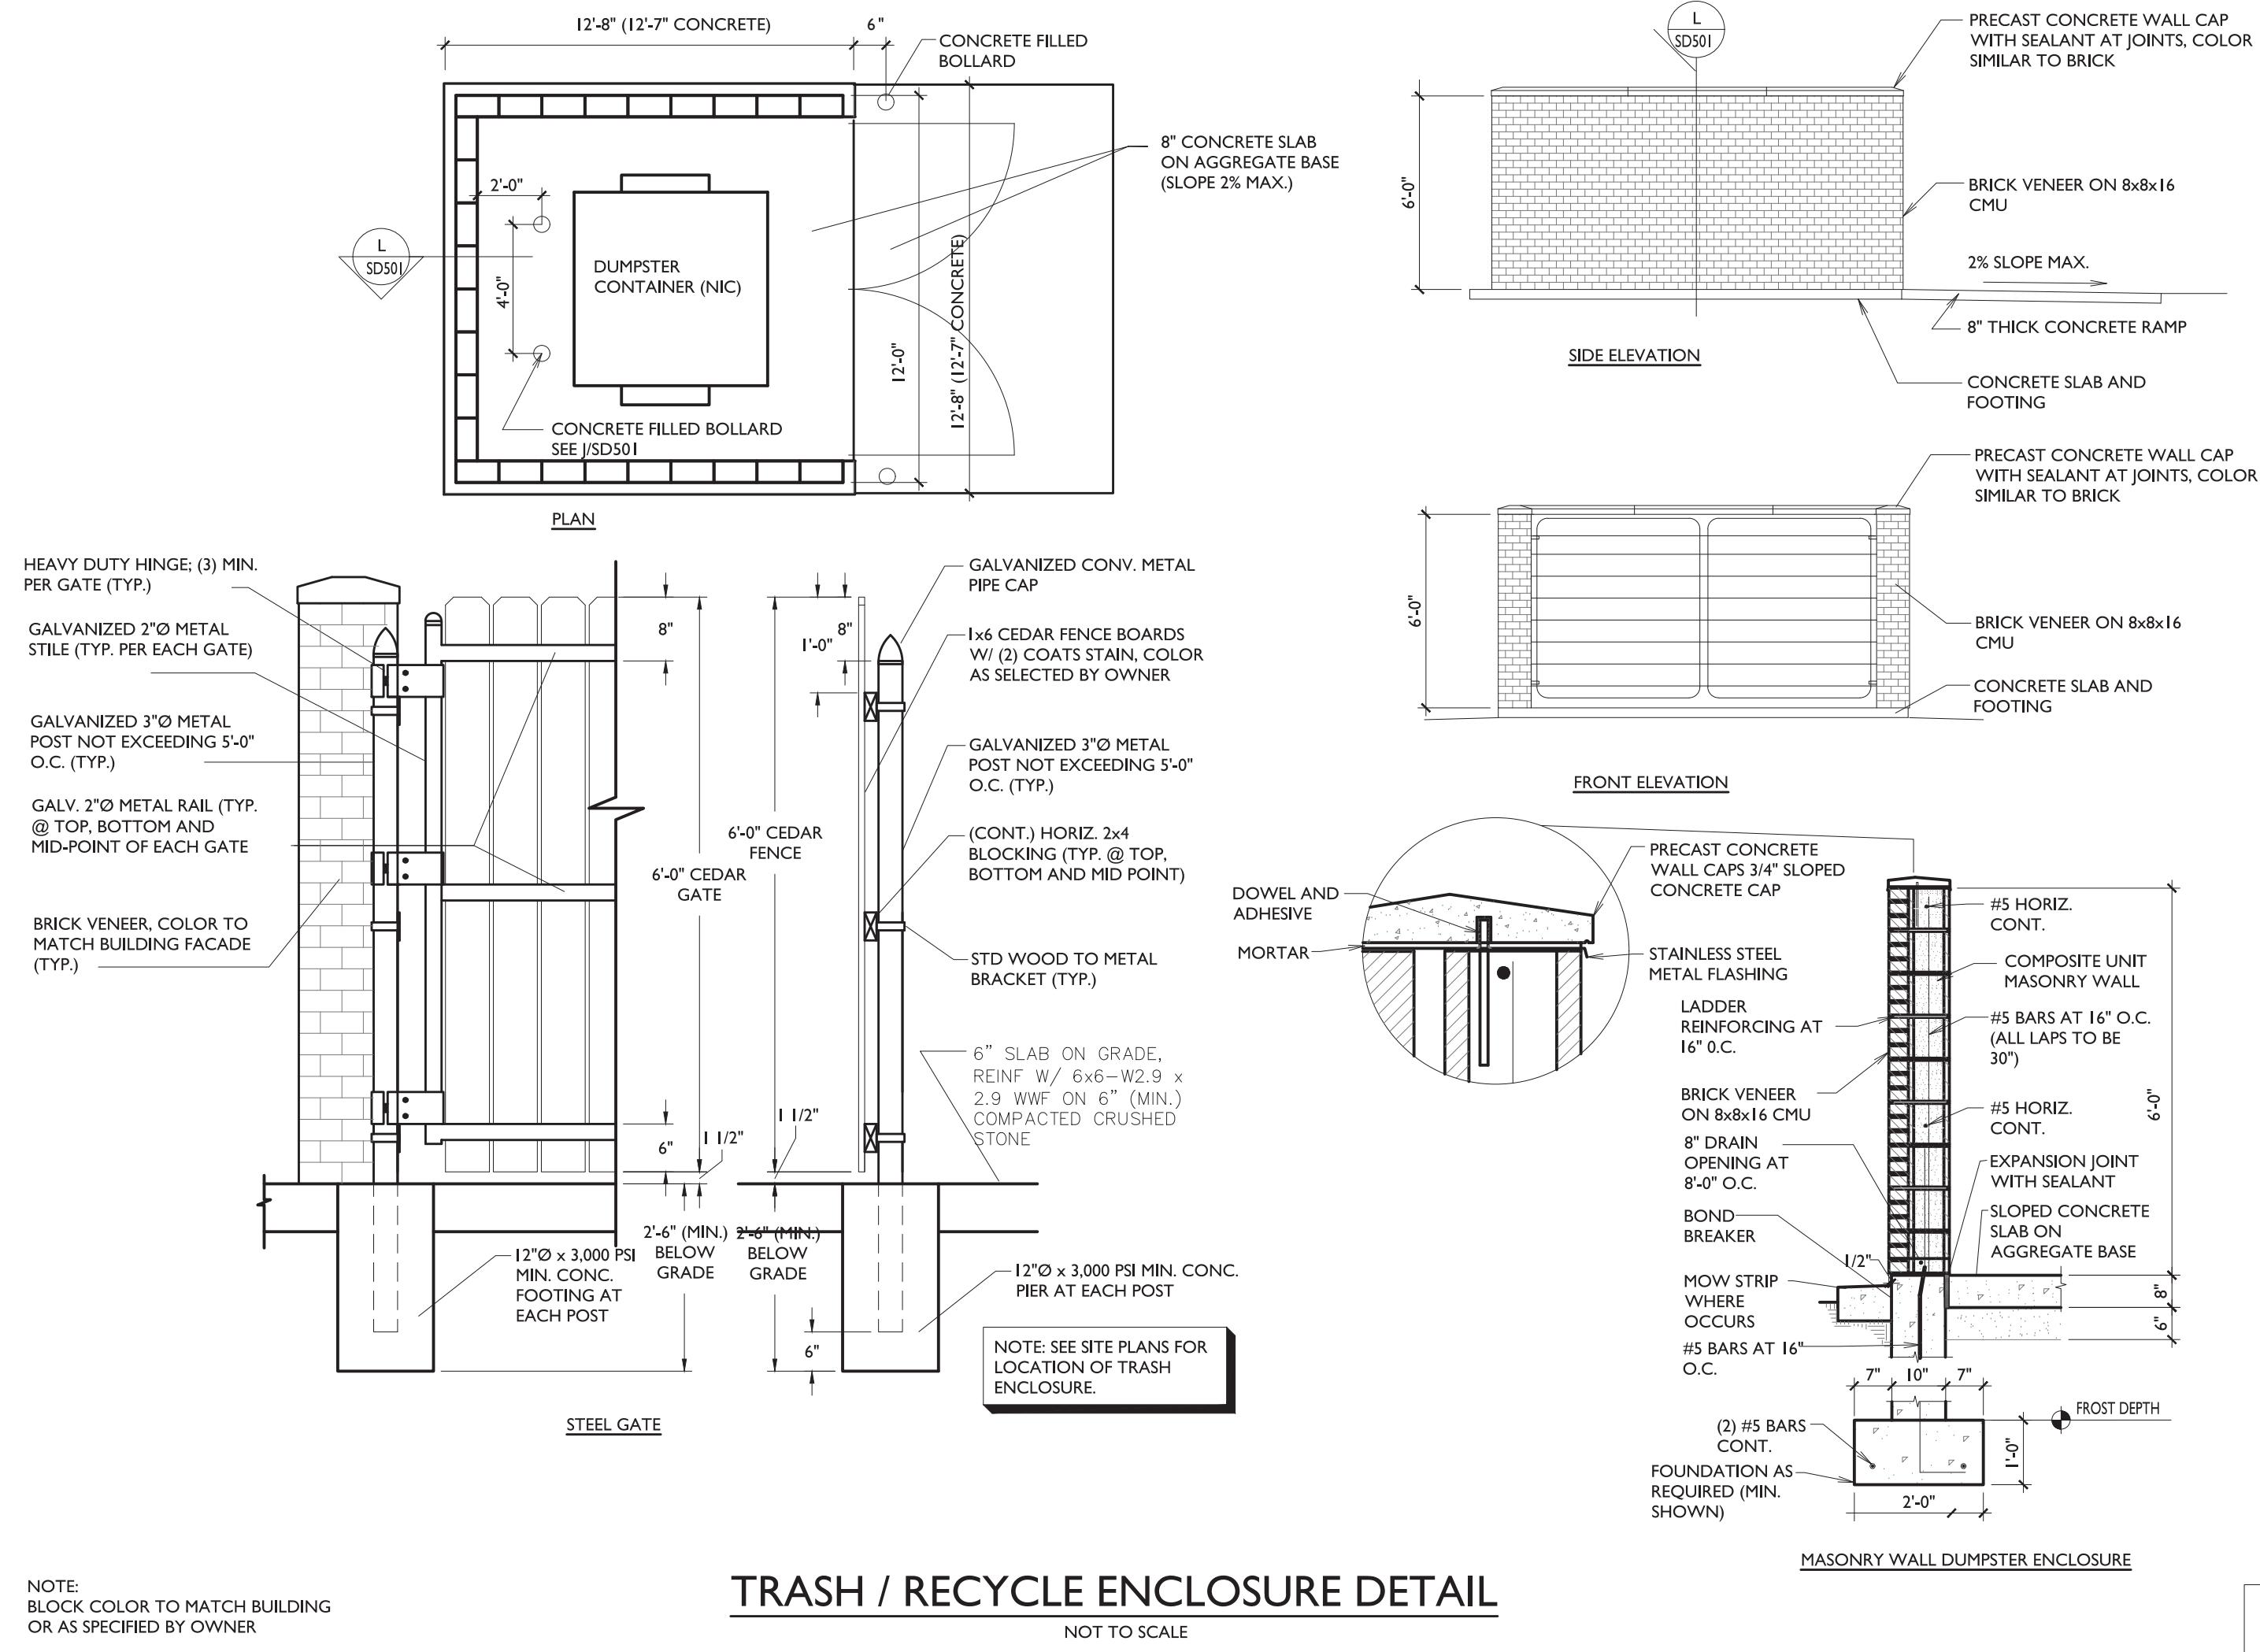 12'-8" (12'-7" CONCRETE)
6"
CONCRETE FILLED
BOLLARD
8" CONCRETE SLAB
ON AGGREGATE BASE
(SLOPE 2% MAX.)
2'-0"
4'-0"
L
SD501
DUMPSTER
CONTAINER (NIC)
12'-0"
12'-8" (12'-7" CONCRETE)
CONCRETE FILLED BOLLARD
SEE J/SD501
PLAN
L
SD501
PRECAST CONCRETE WALL CAP
WITH SEALANT AT JOINTS, COLOR
SIMILAR TO BRICK
6'-0"
BRICK VENEER ON 8x8x16
CMU
2% SLOPE MAX.
8" THICK CONCRETE RAMP
SIDE ELEVATION
CONCRETE SLAB AND
FOOTING
PRECAST CONCRETE WALL CAP
WITH SEALANT AT JOINTS, COLOR
SIMILAR TO BRICK
6'-0"
BRICK VENEER ON 8x8x16
CMU
CONCRETE SLAB AND
FOOTING
FRONT ELEVATION
HEAVY DUTY HINGE; (3) MIN.
PER GATE (TYP.)
GALVANIZED 2"Ø METAL
STILE (TYP. PER EACH GATE)
GALVANIZED 3"Ø METAL
POST NOT EXCEEDING 5'-0"
O.C. (TYP.)
GALV. 2"Ø METAL RAIL (TYP.
@ TOP, BOTTOM AND
MID-POINT OF EACH GATE
BRICK VENEER, COLOR TO
MATCH BUILDING FACADE
(TYP.)
8"
6'-0" CEDAR
GATE
6"
1 1/2"
2'-6" (MIN.)
BELOW
GRADE
12"Ø x 3,000 PSI
MIN. CONC.
FOOTING AT
EACH POST
8"
1'-0"
6'-0" CEDAR
FENCE
1 1/2"
2'-6" (MIN.)
BELOW
GRADE
6"
GALVANIZED CONV. METAL
PIPE CAP
1x6 CEDAR FENCE BOARDS
W/ (2) COATS STAIN, COLOR
AS SELECTED BY OWNER
GALVANIZED 3"Ø METAL
POST NOT EXCEEDING 5'-0"
O.C. (TYP.)
(CONT.) HORIZ. 2x4
BLOCKING (TYP. @ TOP,
BOTTOM AND MID POINT)
STD WOOD TO METAL
BRACKET (TYP.)
6" SLAB ON GRADE,
REINF W/ 6x6-W2.9 x
2.9 WWF ON 6" (MIN.)
COMPACTED CRUSHED
STONE
12"Ø x 3,000 PSI MIN. CONC.
PIER AT EACH POST
NOTE: SEE SITE PLANS FOR
LOCATION OF TRASH
ENCLOSURE.
STEEL GATE
DOWEL AND
ADHESIVE
MORTAR
PRECAST CONCRETE
WALL CAPS 3/4" SLOPED
CONCRETE CAP
STAINLESS STEEL
METAL FLASHING
LADDER
REINFORCING AT
16" 0.C.
BRICK VENEER
ON 8x8x16 CMU
8" DRAIN
OPENING AT
8'-0" O.C.
BOND
BREAKER
1/2"
MOW STRIP
WHERE
OCCURS
#5 BARS AT 16"
O.C.
#5 HORIZ.
CONT.
COMPOSITE UNIT
MASONRY WALL
#5 BARS AT 16" O.C.
(ALL LAPS TO BE
30")
#5 HORIZ.
CONT.
EXPANSION JOINT
WITH SEALANT
SLOPED CONCRETE
SLAB ON
AGGREGATE BASE
6'-0"
8"
6"
7" 10" 7"
FROST DEPTH
(2) #5 BARS
CONT.
FOUNDATION AS
REQUIRED (MIN.
SHOWN)
1'-0"
2'-0"
MASONRY WALL DUMPSTER ENCLOSURE
NOTE:
BLOCK COLOR TO MATCH BUILDING
OR AS SPECIFIED BY OWNER
TRASH / RECYCLE ENCLOSURE DETAIL
NOT TO SCALE